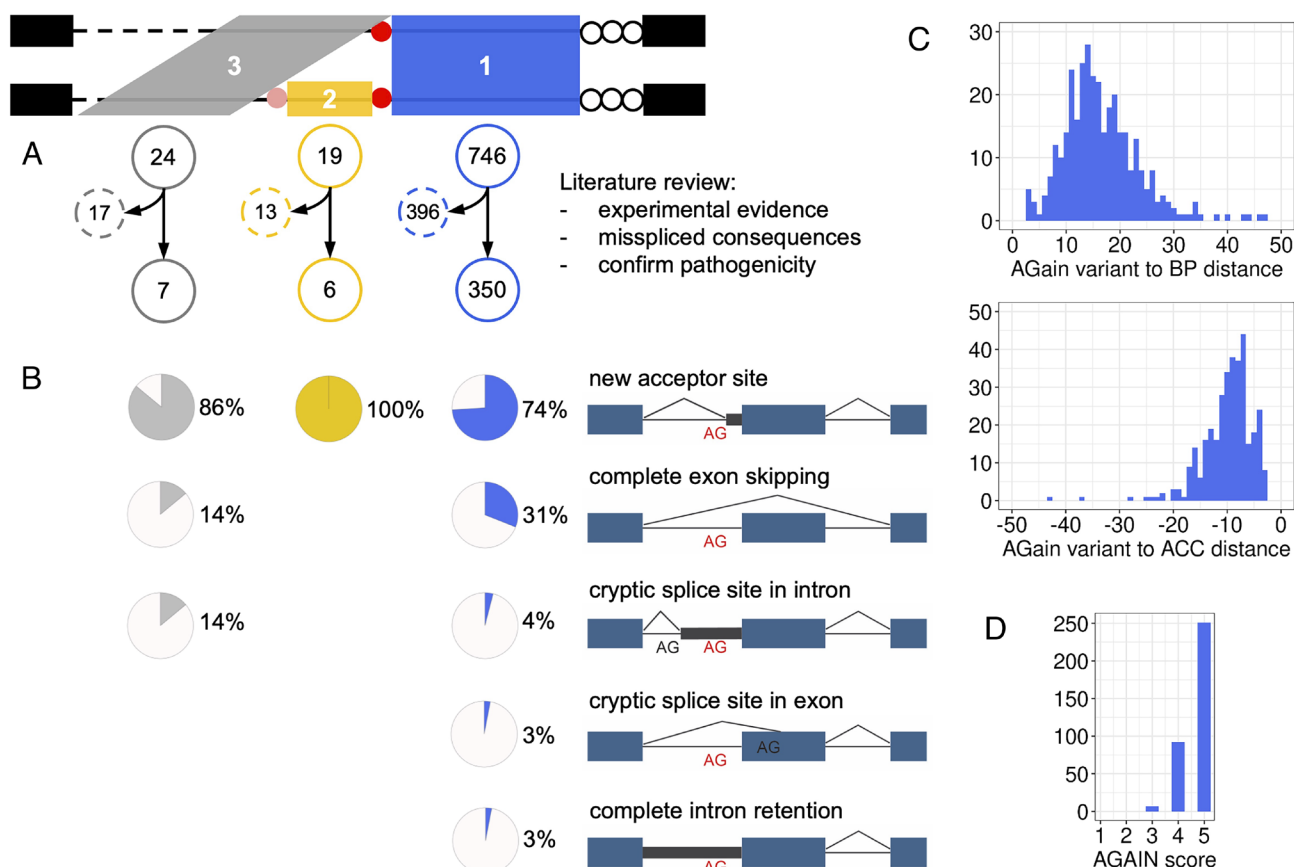 3
1
2
A
24
19
746
17
13
396
7
6
350
Literature review:
- experimental evidence
- misspliced consequences
- confirm pathogenicity
B
86%
100%
74%
new acceptor site
AG
14%
31%
complete exon skipping
AG
14%
4%
cryptic splice site in intron
AG AG
3%
cryptic splice site in exon
AG
AG
3%
complete intron retention
AG
C
30
20
10
0
0 10 20 30 40 50
AGain variant to BP distance
50
40
30
20
10
0
-50 -40 -30 -20 -10 0
AGain variant to ACC distance
D
250
200
150
100
50
0
1 2 3 4 5
AGAIN score